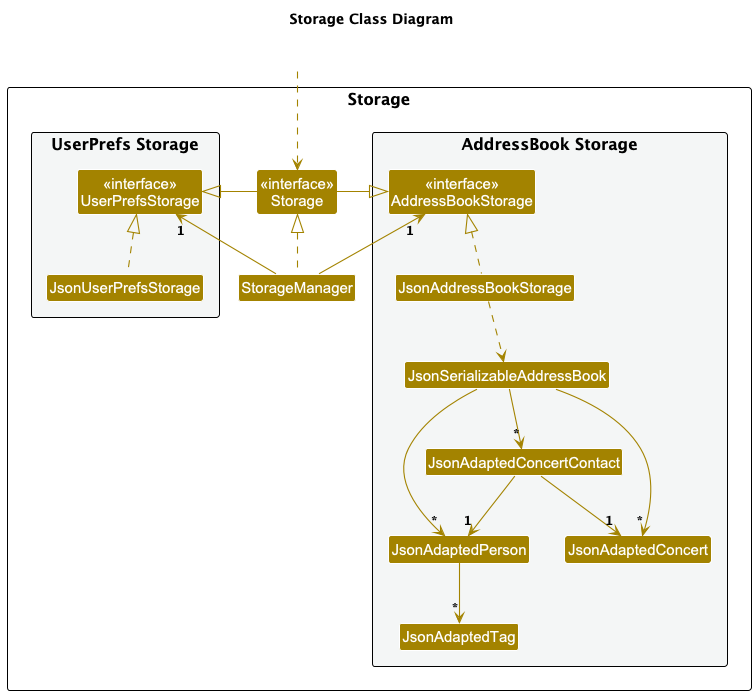 Storage Class Diagram
Storage
UserPrefs Storage
AddressBook Storage
«interface»
UserPrefsStorage
«interface»
Storage
«interface»
AddressBookStorage
1
1
JsonUserPrefsStorage
StorageManager
JsonAddressBookStorage
JsonSerializableAddressBook
*
JsonAdaptedConcertContact
*
1
1
*
JsonAdaptedPerson
JsonAdaptedConcert
*
JsonAdaptedTag